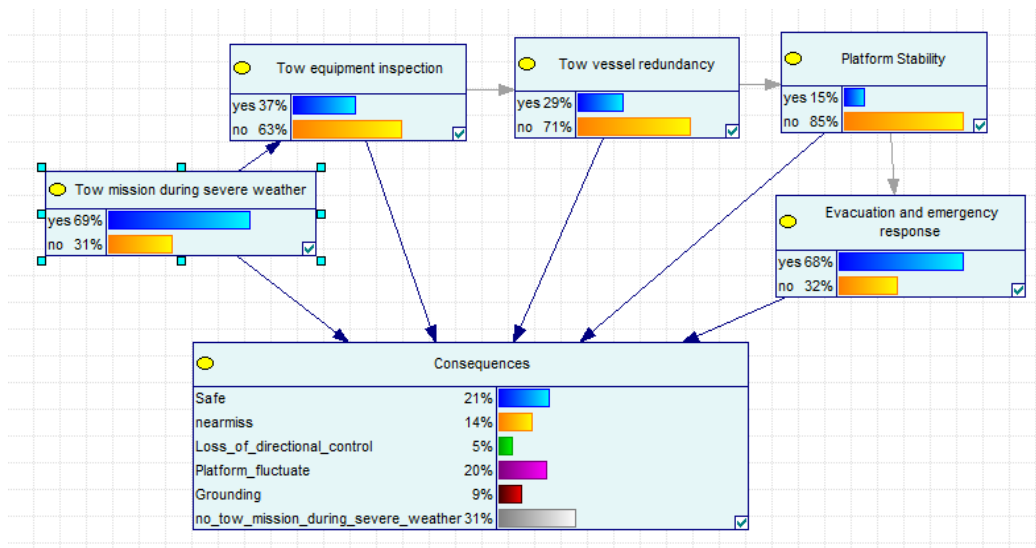 Tow equipment inspection
yes 37%
no 63%
Tow vessel redundancy
yes 29%
no 71%
Platform Stability
yes 15%
no 85%
Tow mission during severe weather
yes 69%
no 31%
Evacuation and emergency
response
yes 68%
no 32%
Consequences
Safe 21%
nearmiss 14%
Loss_of_directional_control 5%
Platform_fluctuate 20%
Grounding 9%
no_tow_mission_during_severe_weather 31%